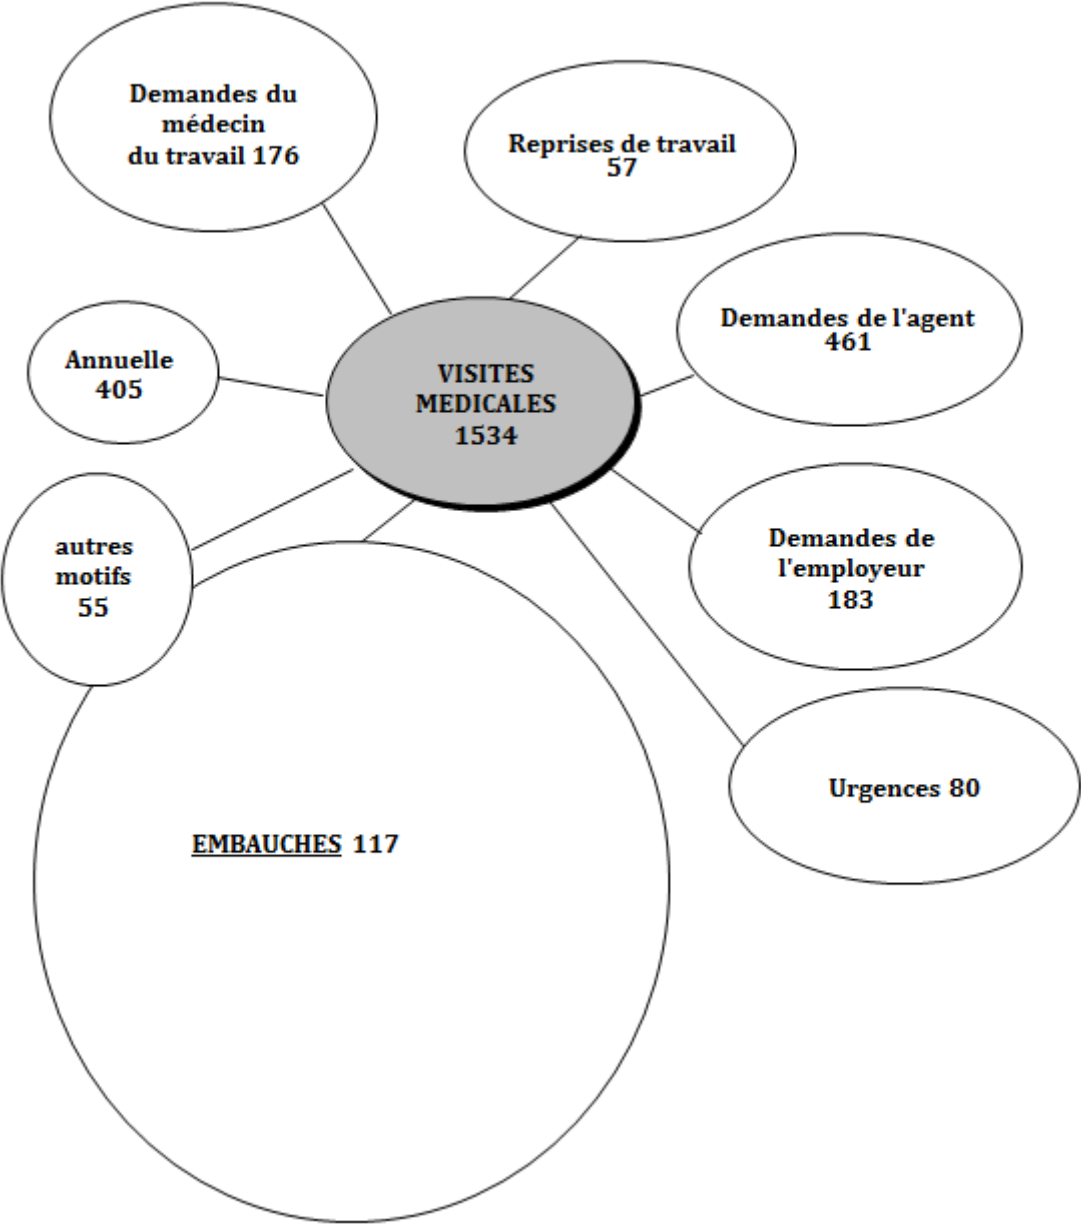 Demandes du
médecin
du travail 176
Reprises de travail
57
Demandes de l'agent
461
Annuelle
405
VISITES
MEDICALES
1534
autres
motifs
55
Demandes de
l'employeur
183
Urgences 80
EMBAUCHES 117